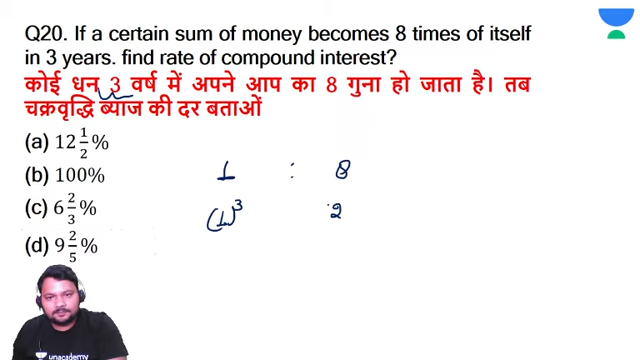 Q20. If a certain sum of money becomes 8 times of itself
in 3 years. find rate of compound interest?
कोई धन 3 वर्ष में अपने आप का 8 गुना हो जाता है। तब
चक्रवृद्धि ब्याज की दर बताओं
(a) 12 1/2 %
(b) 100%
(c) 6 2/3 %
(d) 9 2/5 %
1 : 8
(1)³ 2
unacademy